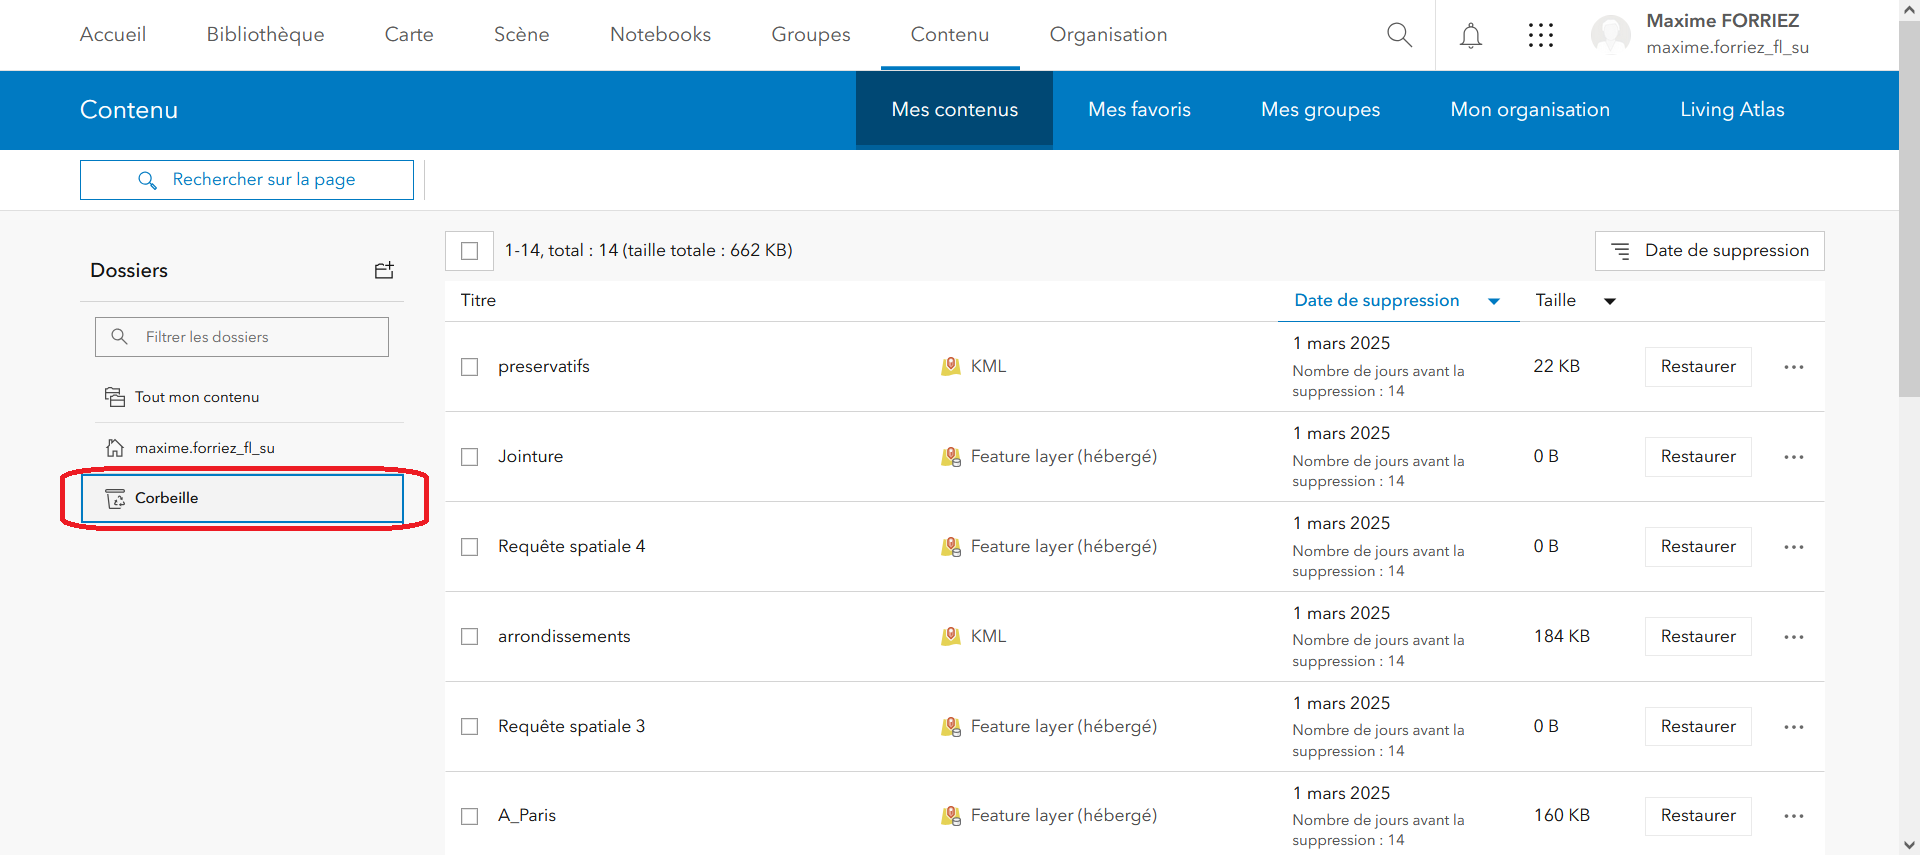 Accueil Bibliothèque Carte Scène Notebooks Groupes Contenu Organisation
Maxime FORRIEZ
maxime.forriez_fl_su
Contenu Mes contenus Mes favoris Mes groupes Mon organisation Living Atlas
Rechercher sur la page
1-14, total : 14 (taille totale : 662 KB)
Date de suppression
Dossiers
Filtrer les dossiers
Tout mon contenu
maxime.forriez_fl_su
Corbeille
Titre Date de suppression Taille
preservatifs KML 1 mars 2025 22 KB Restaurer
Nombre de jours avant la
suppression : 14
Jointure Feature layer (hébergé) 1 mars 2025 0 B Restaurer
Nombre de jours avant la
suppression : 14
Requête spatiale 4 Feature layer (hébergé) 1 mars 2025 0 B Restaurer
Nombre de jours avant la
suppression : 14
arrondissements KML 1 mars 2025 184 KB Restaurer
Nombre de jours avant la
suppression : 14
Requête spatiale 3 Feature layer (hébergé) 1 mars 2025 0 B Restaurer
Nombre de jours avant la
suppression : 14
A_Paris Feature layer (hébergé) 1 mars 2025 160 KB Restaurer
Nombre de jours avant la
suppression : 14